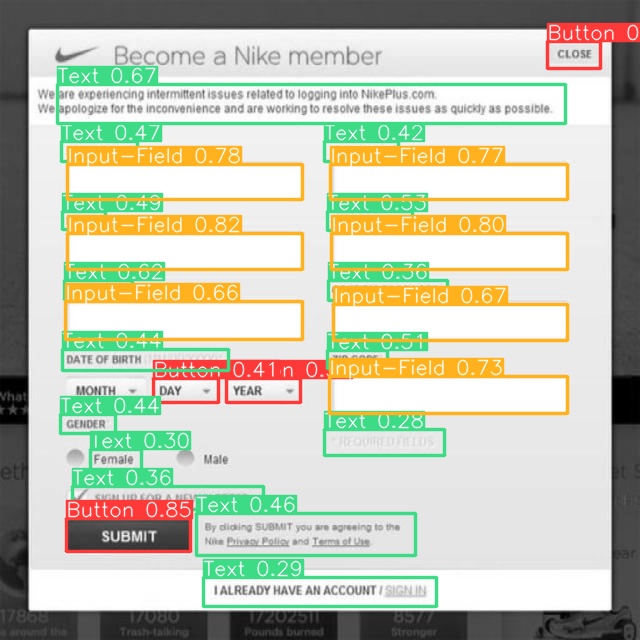 Button 0
Become a Nike member
CLOSE
Text 0.67
We are experiencing intermittent issues related to logging into NikePlus.com.
We apologize for the inconvenience and are working to resolve these issues as quickly as possible.
Text 0.47
Text 0.42
Input-Field 0.78
Input-Field 0.77
Text 0.49
Text 0.53
Input-Field 0.82
Input-Field 0.80
Text 0.62
Text 0.36
Input-Field 0.66
Input-Field 0.67
Text 0.44
Text 0.51
DATE OF BIRTH
ZIP CODE
Button 0.41
Input-Field 0.73
MONTH
DAY
YEAR
What
Text 0.44
GENDER
Text 0.28
* REQUIRED FIELDS
Text 0.30
Female
Male
Text 0.36
SIGN UP FOR A
Button 0.85
Text 0.46
SUBMIT
By clicking SUBMIT you are agreeing to the
Nike Privacy Policy and Terms of Use.
Text 0.29
I ALREADY HAVE AN ACCOUNT / SIGN IN
17868
17080
17202511
8577
around the
Trash-talking
Pounds burned
Stronger